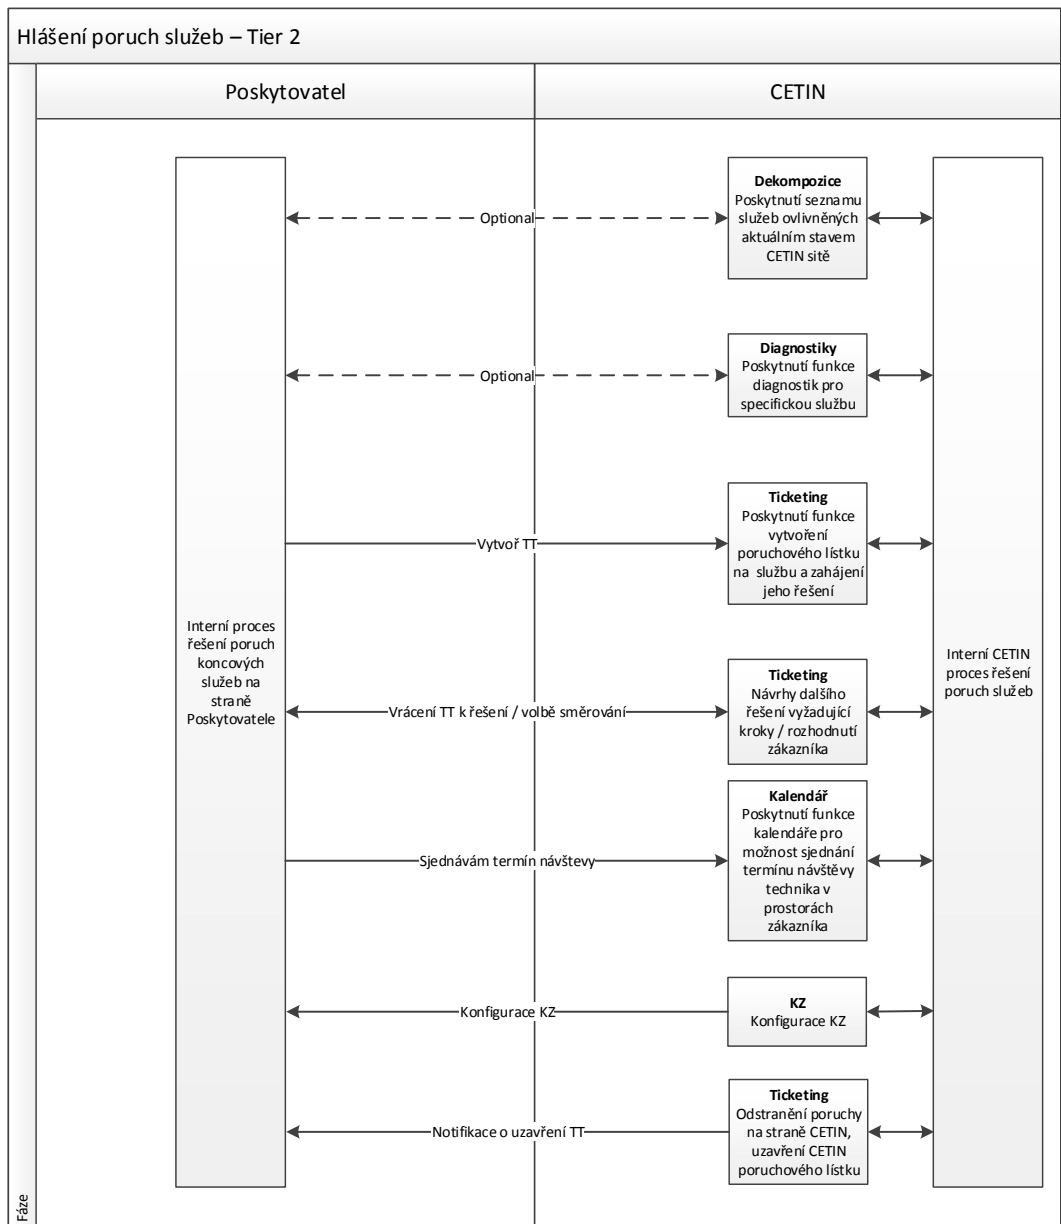 Hlášení poruch služeb – Tier 2
Poskytovatel
CETIN
Dekompozice
Poskytnutí seznamu
služeb ovlivněných
aktuálním stavem
CETIN sitě
Optional
Diagnostiky
Poskytnutí funkce
diagnostik pro
specifickou službu
Optional
Ticketing
Poskytnutí funkce
vytvoření
poruchového lístku
na službu a zahájení
jeho řešení
Vytvoř TT
Interní proces
řešení poruch
koncových
služeb na
straně
Poskytovatele
Interní CETIN
proces řešení
poruch služeb
Ticketing
Návrhy dalšího
řešení vyžadující
kroky / rozhodnutí
zákazníka
Vrácení TT k řešení / volbě směrování
Kalendář
Poskytnutí funkce
kalendáře pro
možnost sjednání
termínu návštěvy
technika v
prostorách
zákazníka
Sjednávám termín návštevy
KZ
Konfigurace KZ
Konfigurace KZ
Ticketing
Odstranění poruchy
na straně CETIN,
uzavření CETIN
poruchového lístku
Notifikace o uzavření TT
Fáze